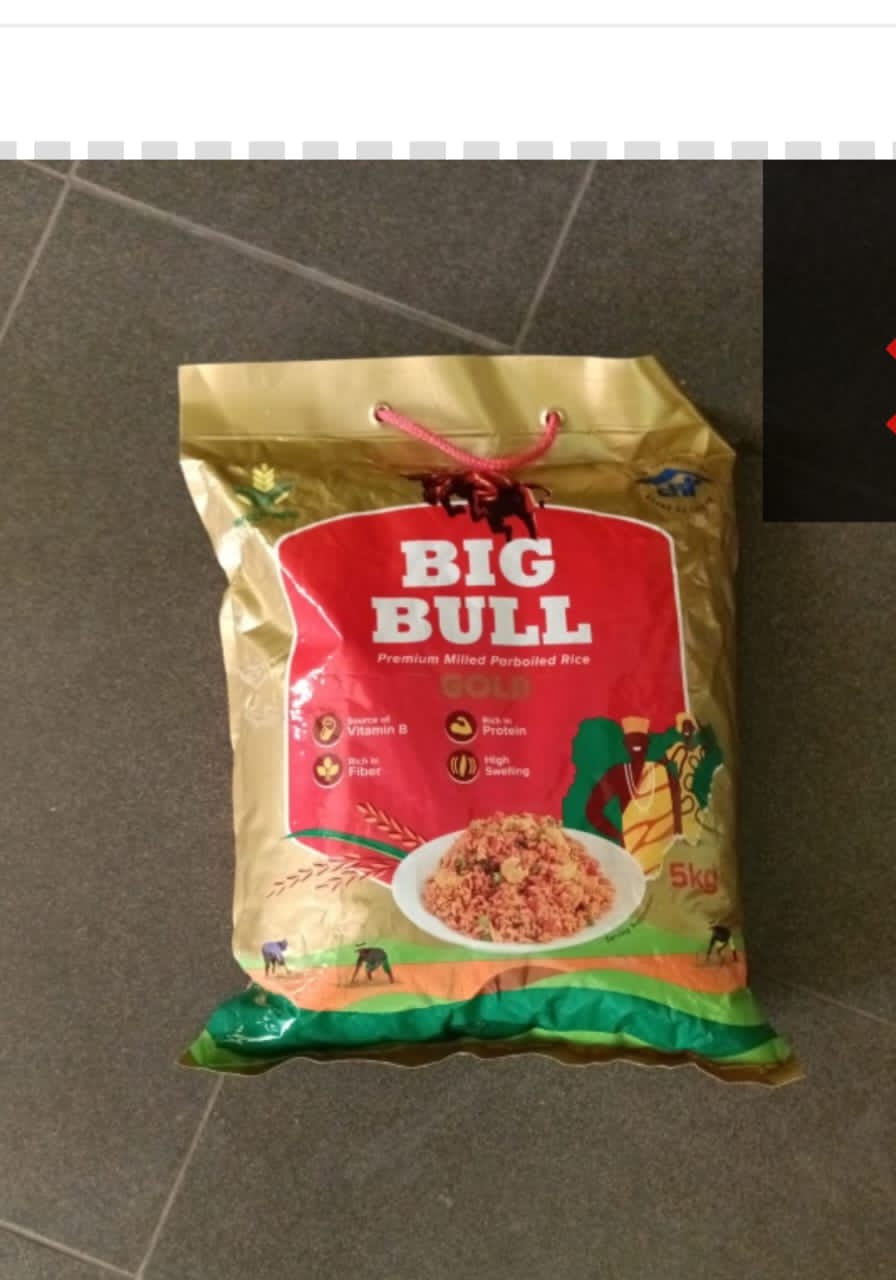 BIG
BULL
Premium Milled Parboiled Rice
GOLD
Source of
Vitamin B
Rich in
Protein
Rich in
Fiber
High
Swelling
5kg